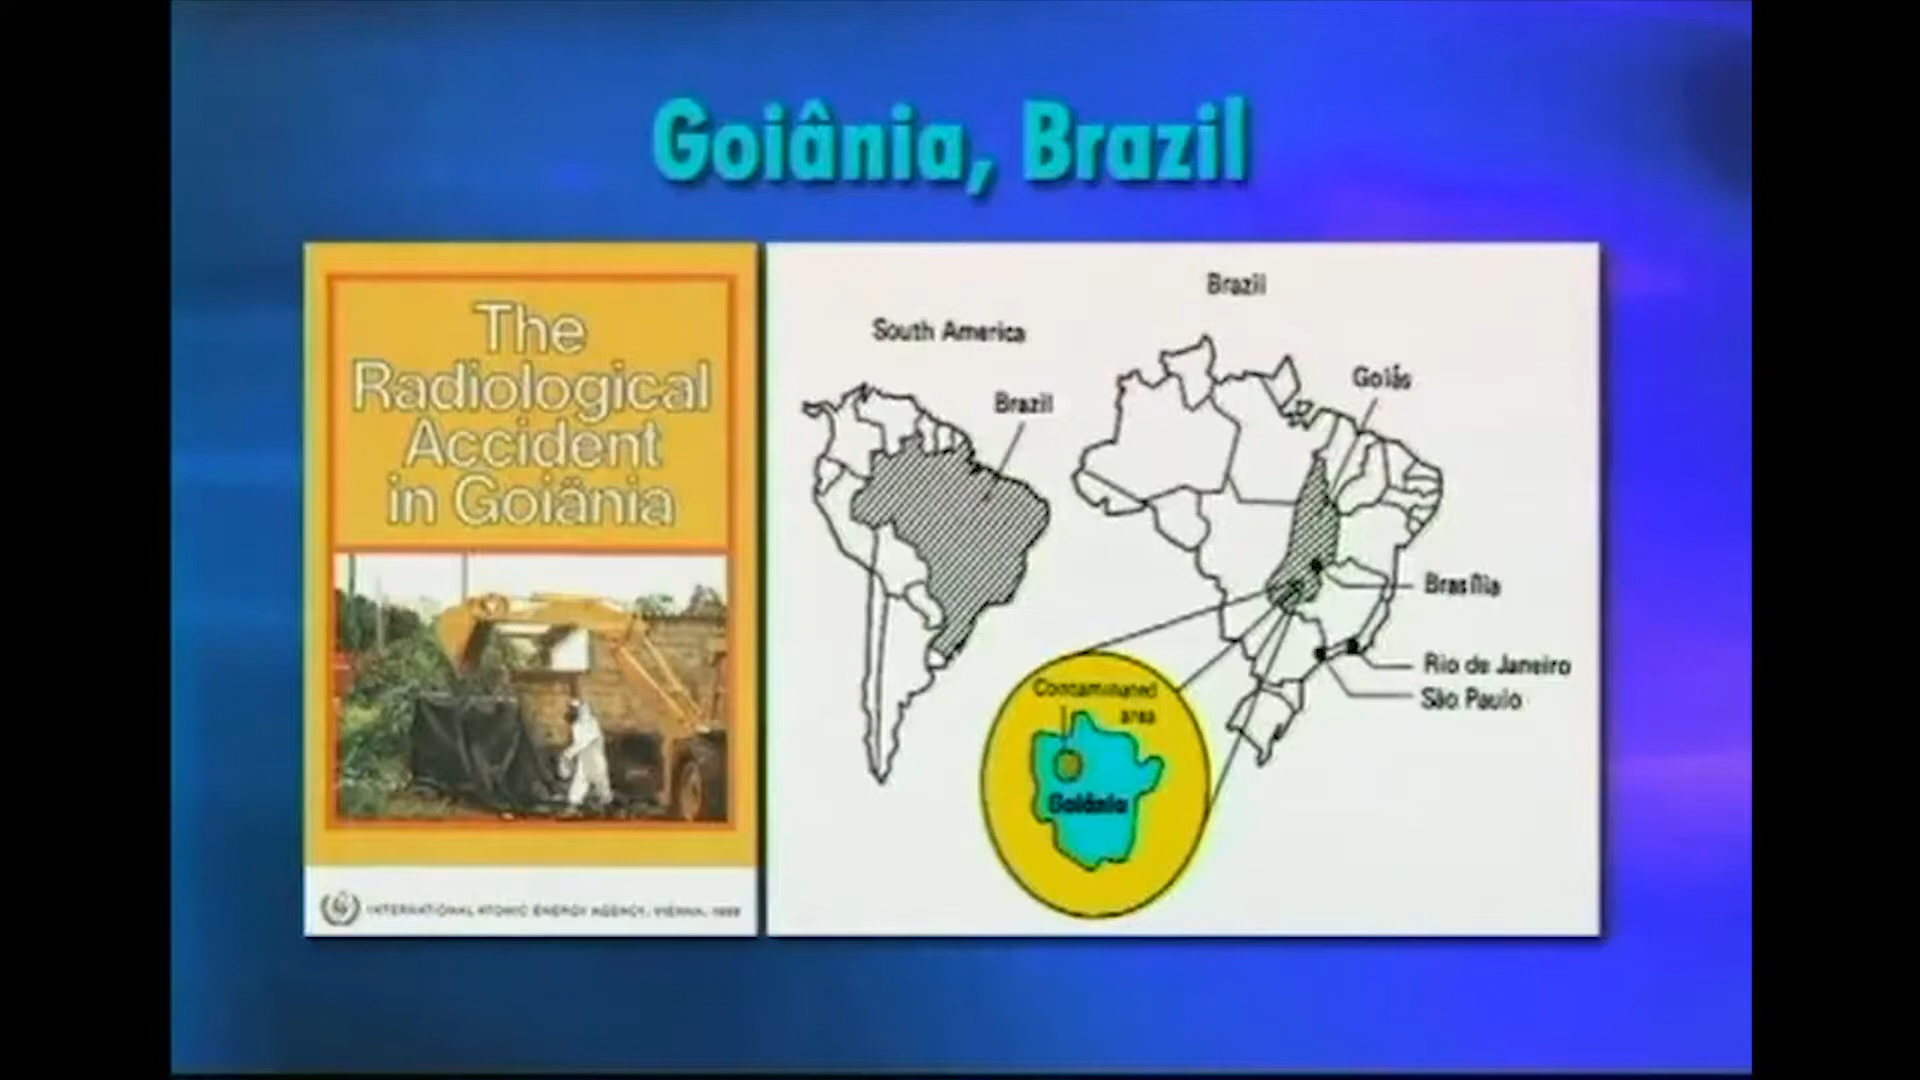 Goiânia, Brazil
The
Radiological
Accident
in Goiânia
INTERNATIONAL ATOMIC ENERGY AGENCY, VIENNA, 1988
Brazil
South America
Brazil
Goiás
Brasília
Rio de Janeiro
São Paulo
Contaminated
area
Goiânia